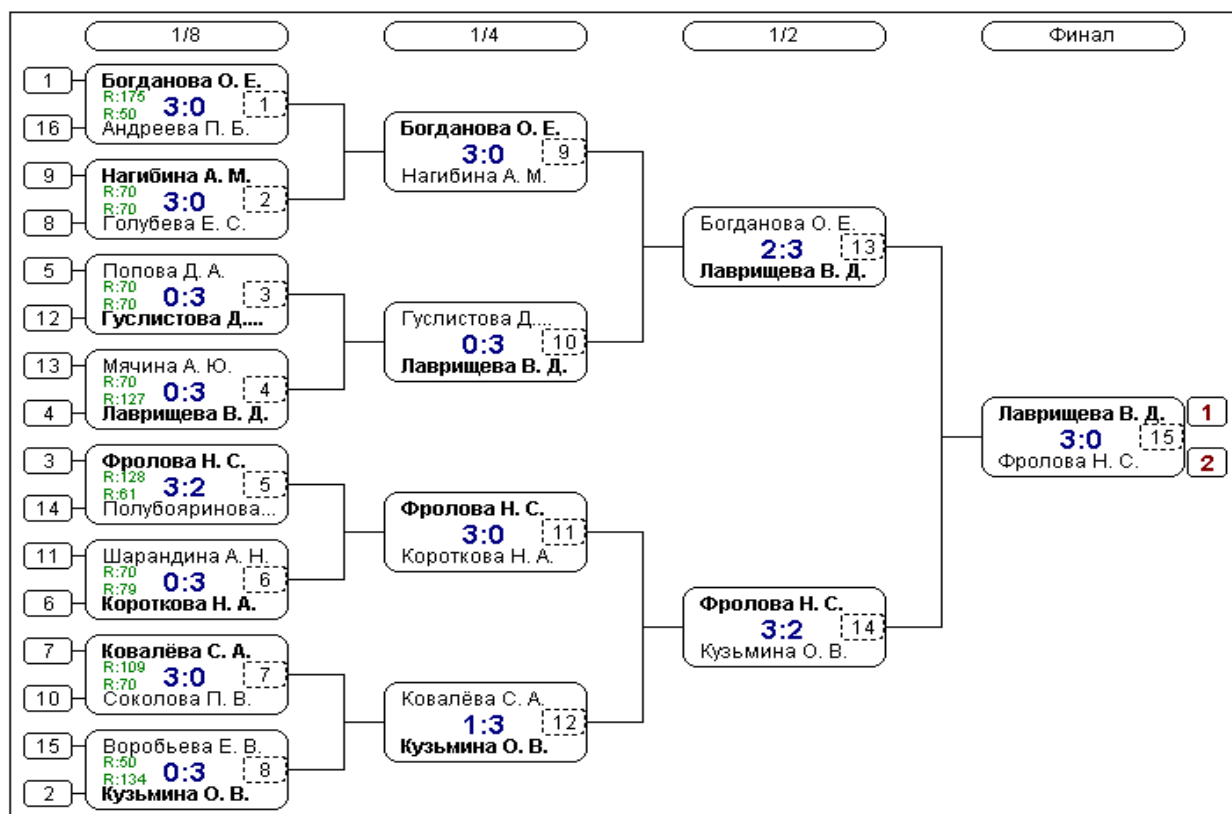 1/8 1/4 1/2 Финал
1 Богданова О. Е.
R:175 3:0 1
R:50
16 Андреева П. Б.
9 Нагибина А. М.
R:70 3:0 2
R:70
8 Голубева Е. С.
5 Попова Д. А.
R:70 0:3 3
R:70
12 Гуслистова Д....
13 Мячина А. Ю.
R:70 0:3 4
R:127
4 Лаврищева В. Д.
3 Фролова Н. С.
R:128 3:2 5
R:61
14 Полубояринова...
11 Шарандина А. Н.
R:70 0:3 6
R:79
6 Короткова Н. А.
7 Ковалёва С. А.
R:109 3:0 7
R:70
10 Соколова П. В.
15 Воробьева Е. В.
R:50 0:3 8
R:134
2 Кузьмина О. В.
Богданова О. Е.
3:0 9
Нагибина А. М.
Гуслистова Д....
0:3 10
Лаврищева В. Д.
Фролова Н. С.
3:0 11
Короткова Н. А.
Ковалёва С. А.
1:3 12
Кузьмина О. В.
Богданова О. Е.
2:3 13
Лаврищева В. Д.
Фролова Н. С.
3:2 14
Кузьмина О. В.
Лаврищева В. Д. 1
3:0 15
Фролова Н. С. 2